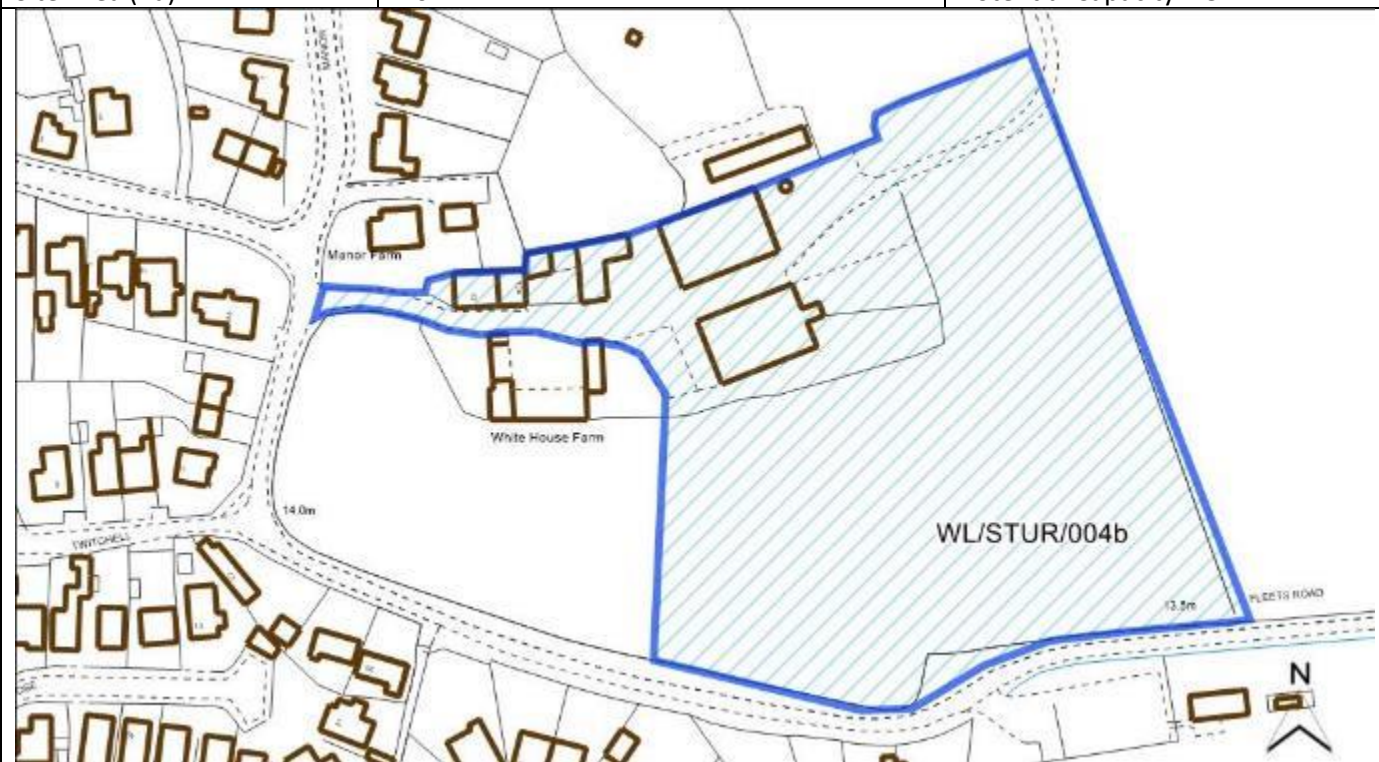 MANOR
Manor Farm
White House Farm
14.0m
TWITCHELL
WL/STUR/004b
13.5m
FLEETS ROAD
N